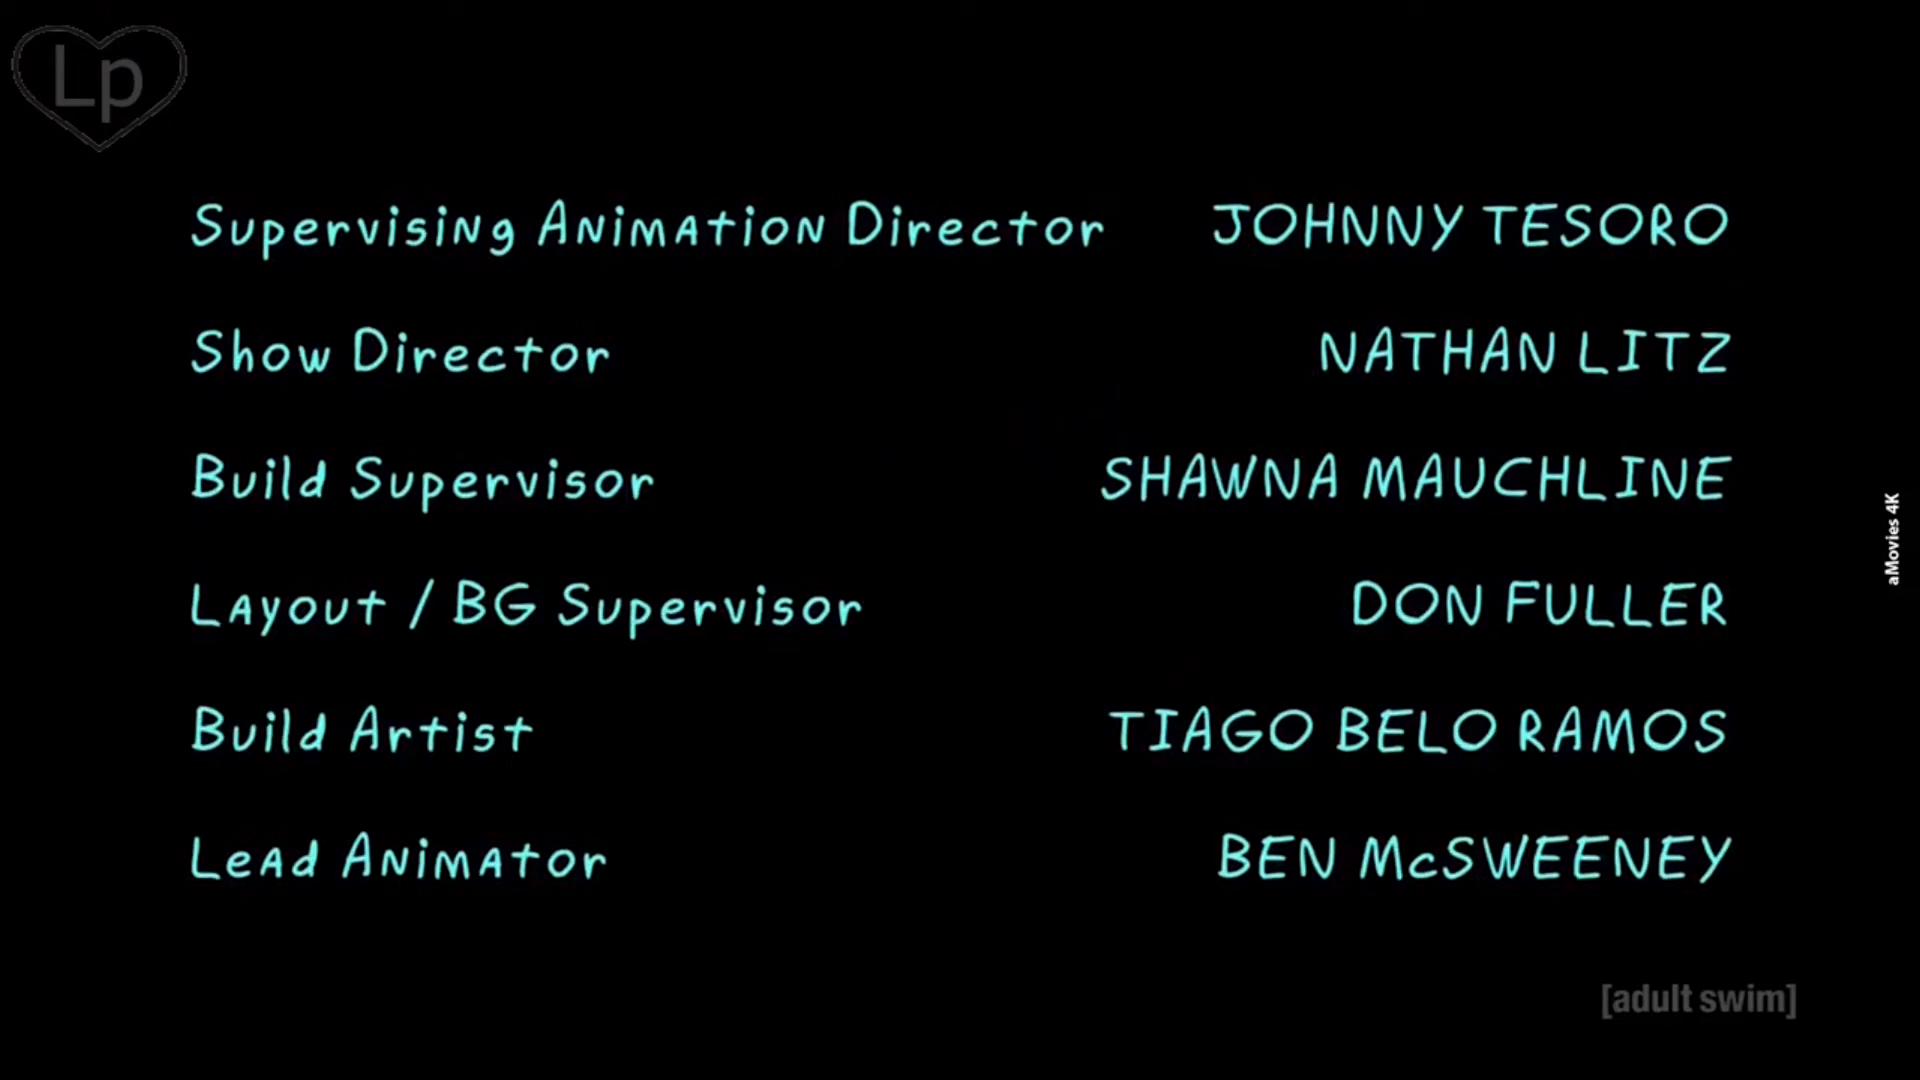 Lp
Supervising Animation Director JOHNNY TESORO
Show Director NATHAN LITZ
Build Supervisor SHAWNA MAUCHLINE
Layout / BG Supervisor DON FULLER
Build Artist TIAGO BELO RAMOS
Lead Animator BEN McSWEENEY
aMovies 4K
[adult swim]